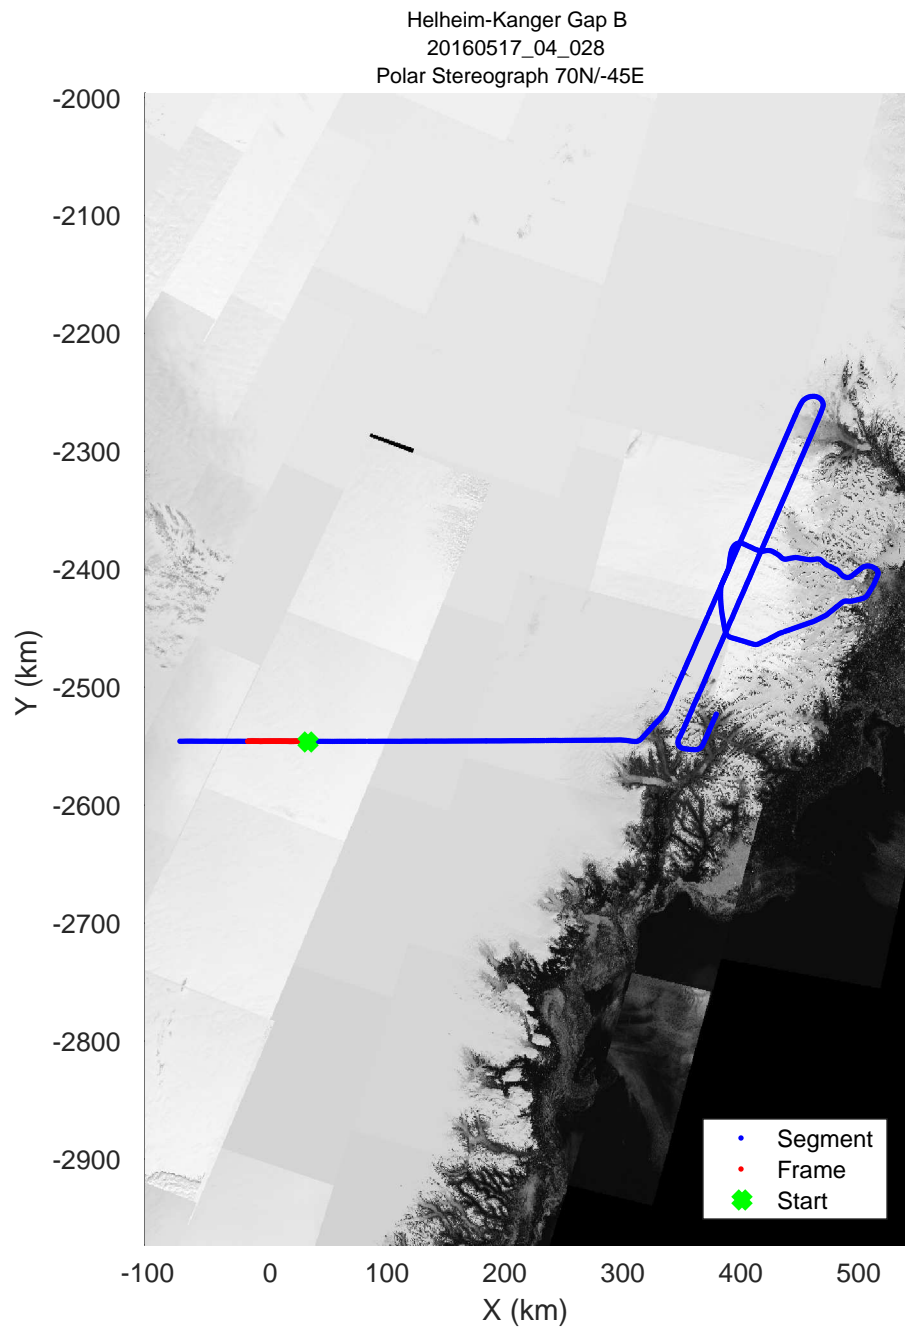 Helheim-Kanger Gap B
20160517_04_028
Polar Stereograph 70N/-45E
-2000
-2100
-2200
-2300
-2400
-2500
-2600
-2700
-2800
-2900
Y (km)
Segment
Frame
Start
-100 0 100 200 300 400 500
X (km)